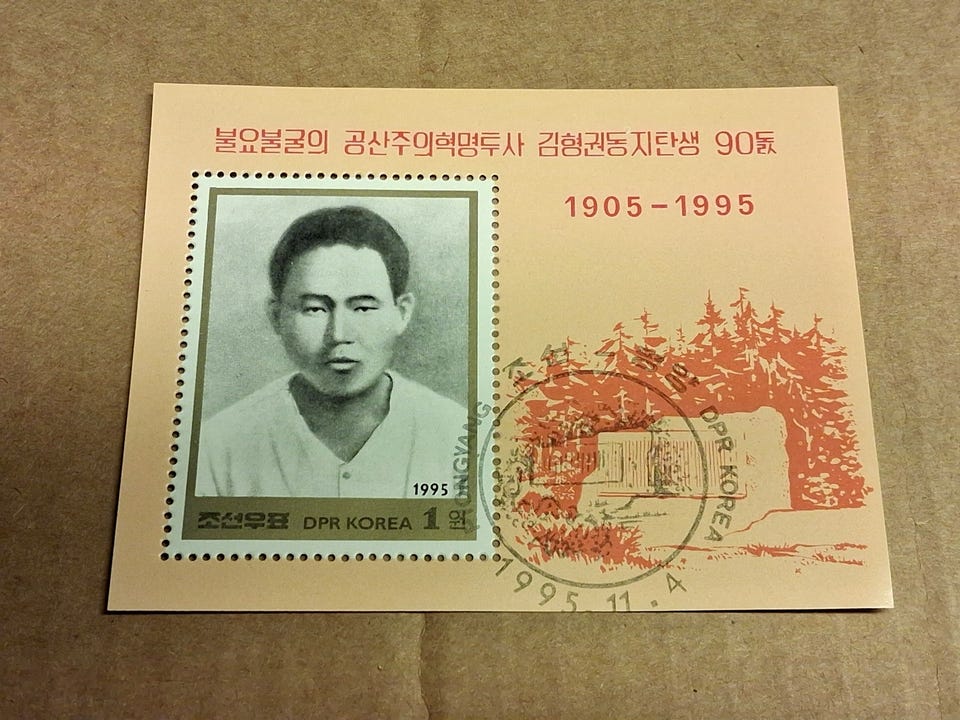 불요불굴의 공산주의혁명투사 김형권동지탄생 90돐
1905-1995
1995
조선우표 DPR KOREA 1 원
DPR KOREA
1995.11.4